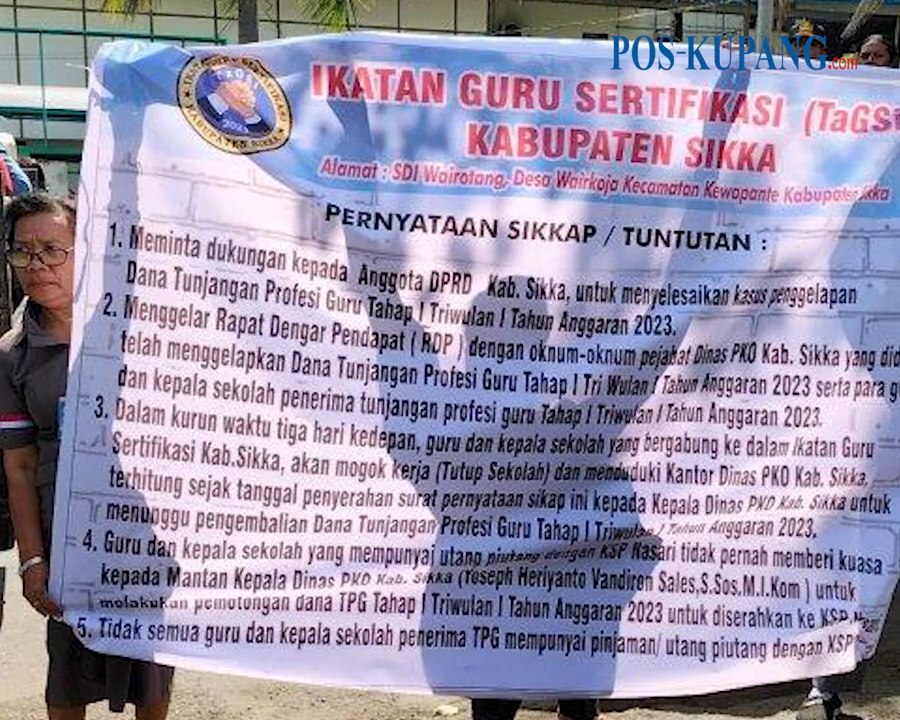 POS-KUPANG.com
TaGSi
KABUPATEN SIKKA
IKATAN GURU SERTIFIKASI (TaGSi
KABUPATEN SIKKA
Alamat : SDI Wairotang, Desa Wairkoja Kecamatan Kewapante Kabupaten Sikka
PERNYATAAN SIKKAP / TUNTUTAN :
1. Meminta dukungan kepada Anggota DPRD Kab. Sikka, untuk menyelesaikan kasus penggelapan
Dana Tunjangan Profesi Guru Tahap I Triwulan I Tahun Anggaran 2023.
2. Menggelar Rapat Dengar Pendapat ( RDP ) dengan oknum-oknum pejabat Dinas PKO Kab. Sikka yang did
telah menggelapkan Dana Tunjangan Profesi Guru Tahap I Tri Wulan I Tahun Anggaran 2023 serta para g
dan kepala sekolah penerima tunjangan profesi guru Tahap I Triwulan I Tahun Anggaran 2023.
3. Dalam kurun waktu tiga hari kedepan, guru dan kepala sekolah yang bergabung ke dalam Ikatan Guru
Sertifikasi Kab.Sikka, akan mogok kerja (Tutup Sekolah) dan menduduki Kantor Dinas PKO Kab. Sikka,
terhitung sejak tanggal penyerahan surat pernyataan sikap ini kepada Kepala Dinas PKO Kab. Sikka untuk
menunggu pengembalian Dana Tunjangan Profesi Guru Tahap I Triwulan I Tahun Anggaran 2023.
4. Guru dan kepala sekolah yang mempunyai utang piutang dengan KSP Nasari tidak pernah memberi kuasa
kepada Mantan Kepala Dinas PKO Kab. Sikka (Yoseph Heriyanto Vandiron Sales,S.Sos.M.I.Kom ) untuk
melakukan pemotongan dana TPG Tahap I Triwulan I Tahun Anggaran 2023 untuk diserahkan ke KSP
5. Tidak semua guru dan kepala sekolah penerima TPG mempunyai pinjaman/ utang piutang dengan KSP